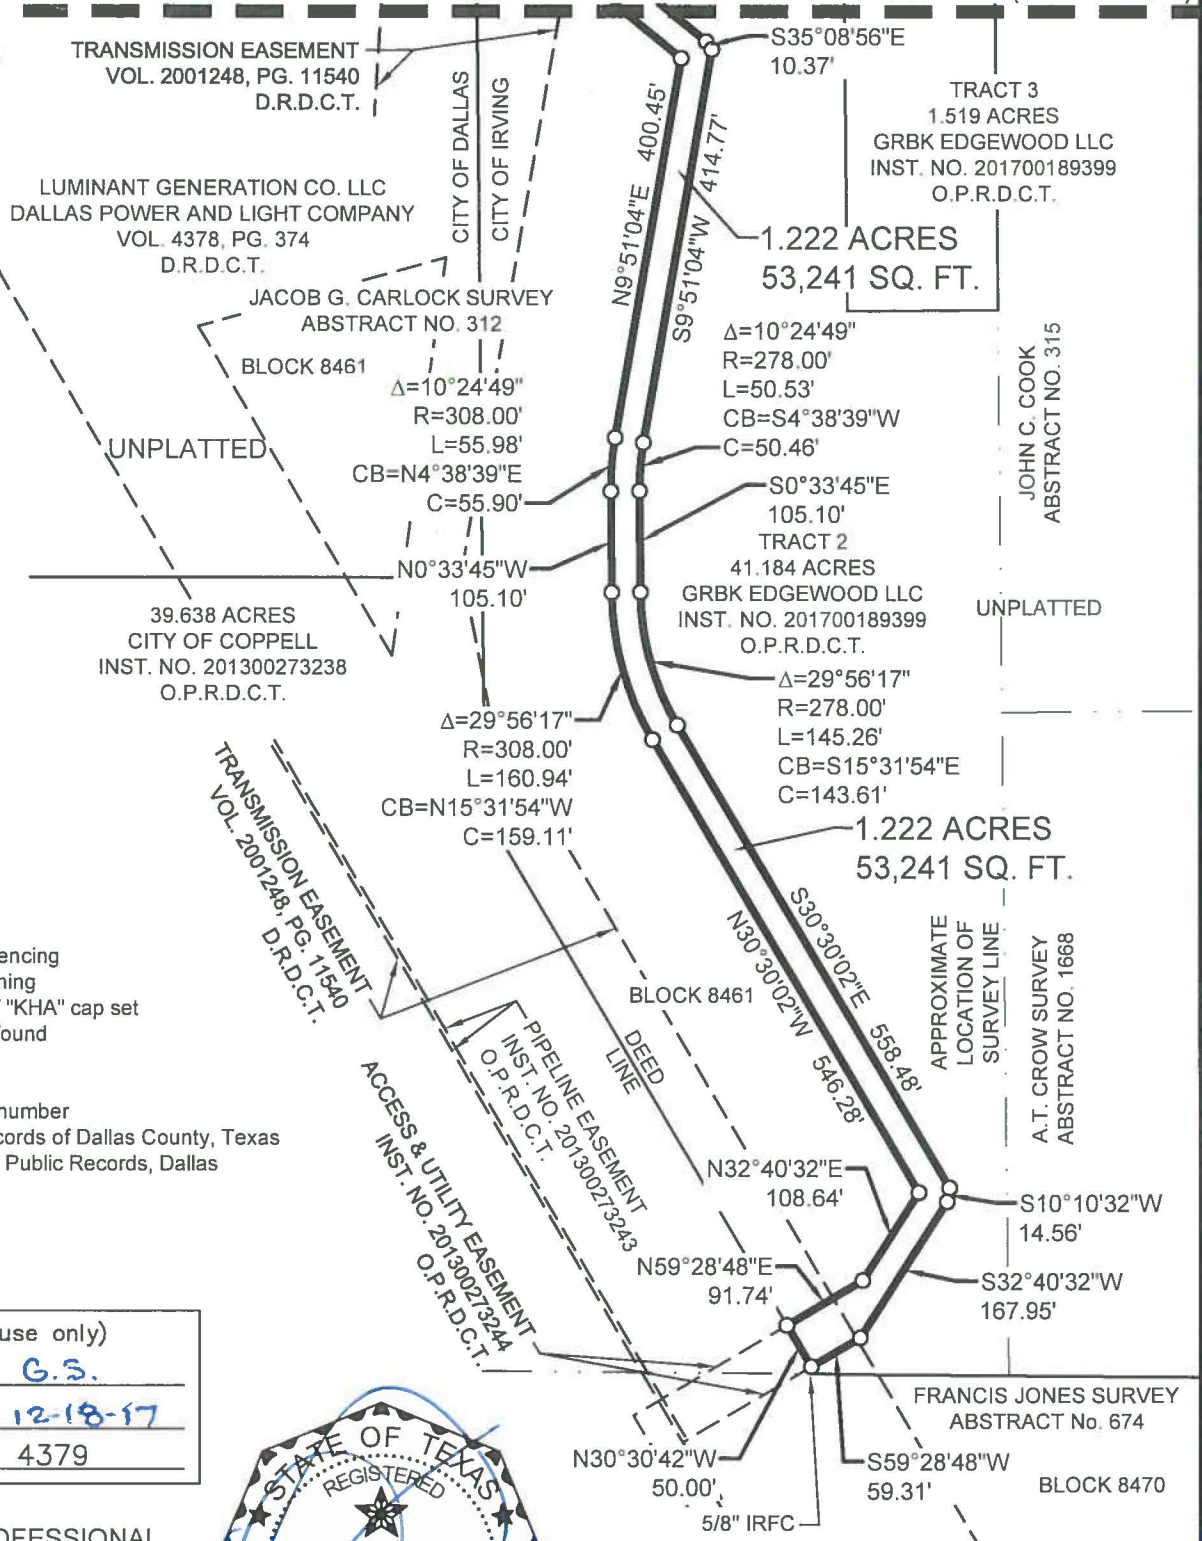 TRANSMISSION EASEMENT
VOL. 2001248, PG. 11540
D.R.D.C.T.
LUMINANT GENERATION CO. LLC
DALLAS POWER AND LIGHT COMPANY
VOL. 4378, PG. 374
D.R.D.C.T.
CITY OF DALLAS
CITY OF IRVING
JACOB G. CARLOCK SURVEY
ABSTRACT NO. 312
BLOCK 8461
UNPLATTED
S35°08'56"E
10.37'
TRACT 3
1.519 ACRES
GRBK EDGEWOOD LLC
INST. NO. 201700189399
O.P.R.D.C.T.
N9°51'04"E 400.45'
S9°51'04"W 414.77'
1.222 ACRES
53,241 SQ. FT.
Δ=10°24'49"
R=278.00'
L=50.53'
CB=S4°38'39"W
C=50.46'
Δ=10°24'49"
R=308.00'
L=55.98'
CB=N4°38'39"E
C=55.90'
JOHN C. COOK
ABSTRACT NO. 315
S0°33'45"E
105.10'
N0°33'45"W
105.10'
TRACT 2
41.184 ACRES
GRBK EDGEWOOD LLC
INST. NO. 201700189399
O.P.R.D.C.T.
UNPLATTED
39.638 ACRES
CITY OF COPPELL
INST. NO. 201300273238
O.P.R.D.C.T.
Δ=29°56'17"
R=278.00'
L=145.26'
CB=S15°31'54"E
C=143.61'
Δ=29°56'17"
R=308.00'
L=160.94'
CB=N15°31'54"W
C=159.11'
1.222 ACRES
53,241 SQ. FT.
TRANSMISSION EASEMENT
VOL. 2001248, PG. 11540
D.R.D.C.T.
S30°30'02"E 558.48'
N30°30'02"W 546.28'
APPROXIMATE
LOCATION OF
SURVEY LINE
A.T. CROW SURVEY
ABSTRACT NO. 1668
BLOCK 8461
DEED
LINE
PIPELINE EASEMENT
INST. NO. 201300273243
O.P.R.D.C.T.
ACCESS & UTILITY EASEMENT
INST. NO. 201300273244
O.P.R.D.C.T.
encing
ning
"KHA" cap set
ound
number
cords of Dallas County, Texas
Public Records, Dallas
N32°40'32"E
108.64'
S10°10'32"W
14.56'
N59°28'48"E
91.74'
S32°40'32"W
167.95'
FRANCIS JONES SURVEY
ABSTRACT No. 674
N30°30'42"W
50.00'
S59°28'48"W
59.31'
BLOCK 8470
5/8" IRFC
use only)
G.S.
12-18-17
4379
STATE OF TEXAS
REGISTERED
OFESSIONAL